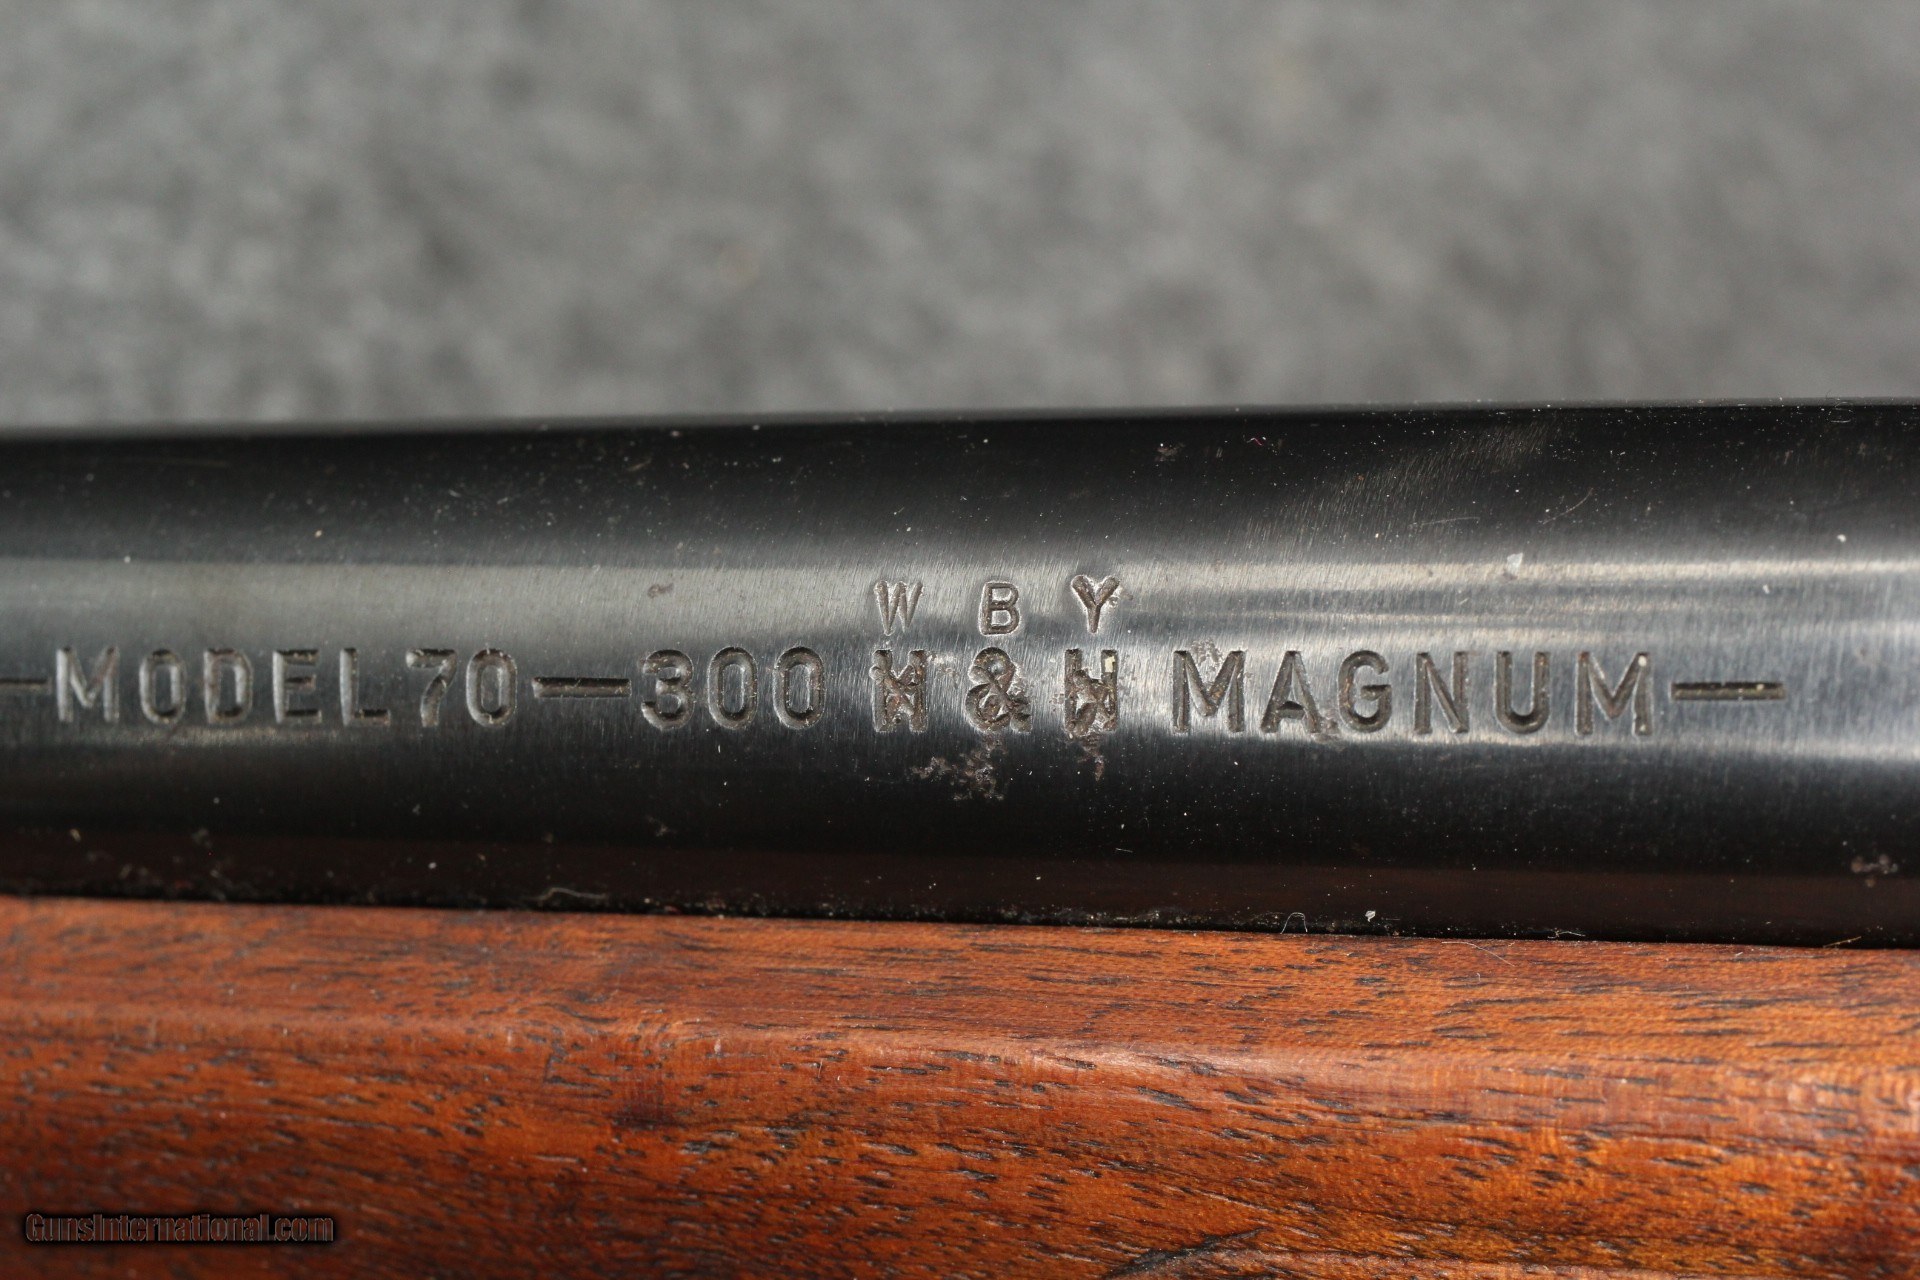 W B Y
—MODEL 70—300 H & H MAGNUM—
GunsInternational.com